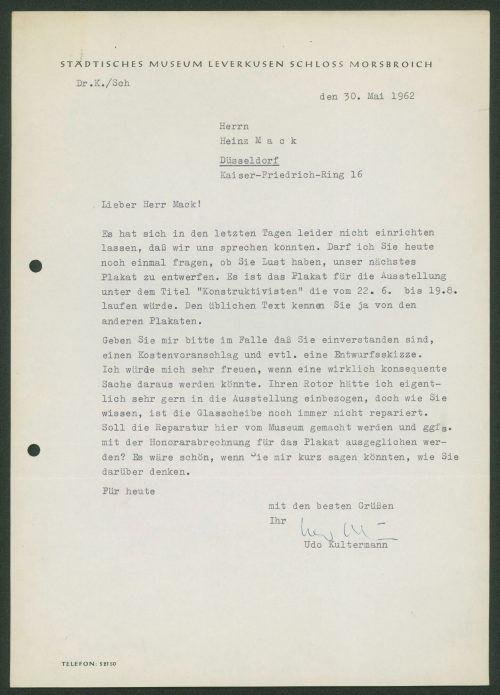 STÄDTISCHES MUSEUM LEVERKUSEN SCHLOSS MORSBROICH
Dr.K./Sch
den 30. Mai 1962
Herrn
Heinz M a c k
Düsseldorf
Kaiser-Friedrich-Ring 16
Lieber Herr Mack!
Es hat sich in den letzten Tagen leider nicht einrichten
lassen, daß wir uns sprechen konnten. Darf ich Sie heute
noch einmal fragen, ob Sie Lust haben, unser nächstes
Plakat zu entwerfen. Es ist das Plakat für die Ausstellung
unter dem Titel "Konstruktivisten" die vom 22. 6. bis 19.8.
laufen würde. Den üblichen Text kennen Sie ja von den
anderen Plakaten.
Geben Sie mir bitte im Falle daß Sie einverstanden sind,
einen Kostenvoranschlag und evtl. eine Entwurfsskizze.
Ich würde mich sehr freuen, wenn eine wirklich konsequente
Sache daraus werden könnte. Ihren Rotor hätte ich eigent-
lich sehr gern in die Ausstellung einbezogen, doch wie Sie
wissen, ist die Glasscheibe noch immer nicht repariert.
Soll die Reparatur hier vom Museum gemacht werden und ggfs.
mit der Honorarabrechnung für das Plakat ausgeglichen wer-
den? Es wäre schön, wenn Sie mir kurz sagen könnten, wie Sie
darüber denken.
Für heute
mit den besten Grüßen
Ihr
Udo Kultermann
TELEFON: